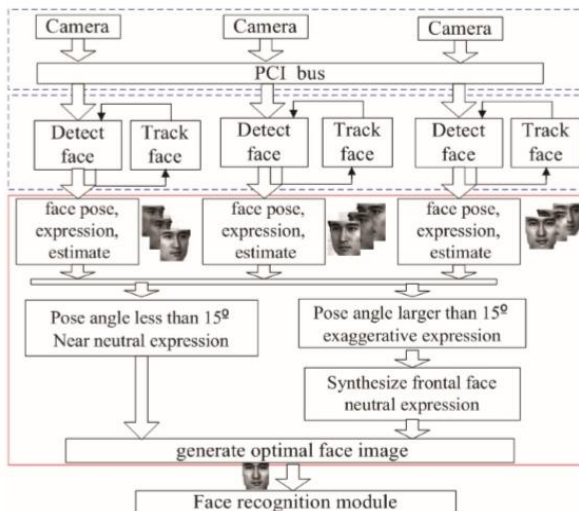 Camera
Camera
Camera
PCI bus
Detect
face
Track
face
Detect
face
Track
face
Detect
face
Track
face
face pose,
expression,
estimate
face pose,
expression,
estimate
face pose,
expression,
estimate
Pose angle less than 15º
Near neutral expression
Pose angle larger than 15º
exaggerative expression
Synthesize frontal face
neutral expression
generate optimal face image
Face recognition module